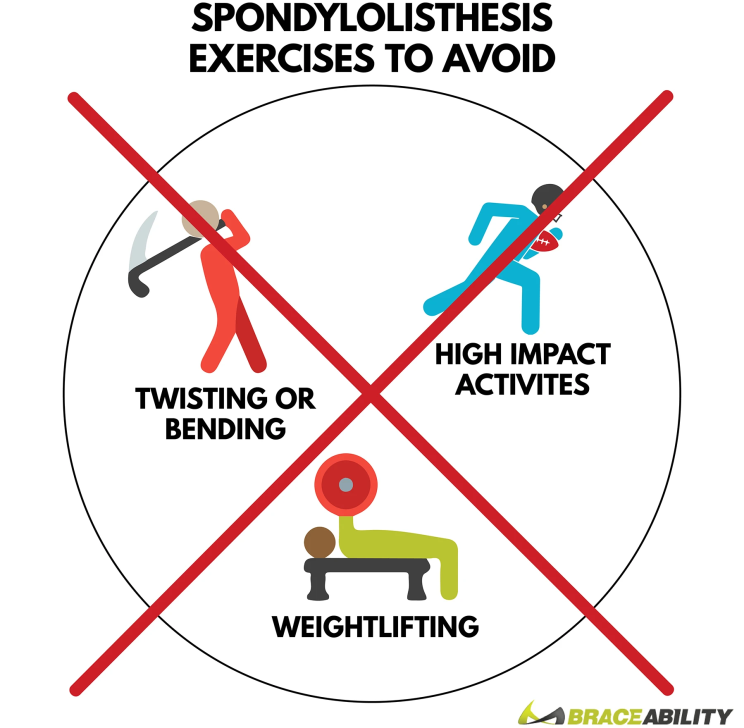 SPONDYLOLISTHESIS
EXERCISES TO AVOID
HIGH IMPACT
ACTIVITES
TWISTING OR
BENDING
WEIGHTLIFTING
BRACEABILITY